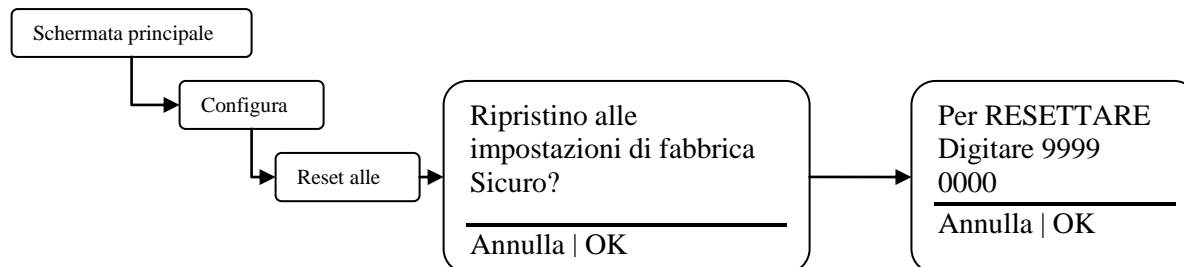 Schermata principale
Configura
Reset alle
Ripristino alle
impostazioni di fabbrica
Sicuro?
Annulla | OK
Per RESETTARE
Digitare 9999
0000
Annulla | OK